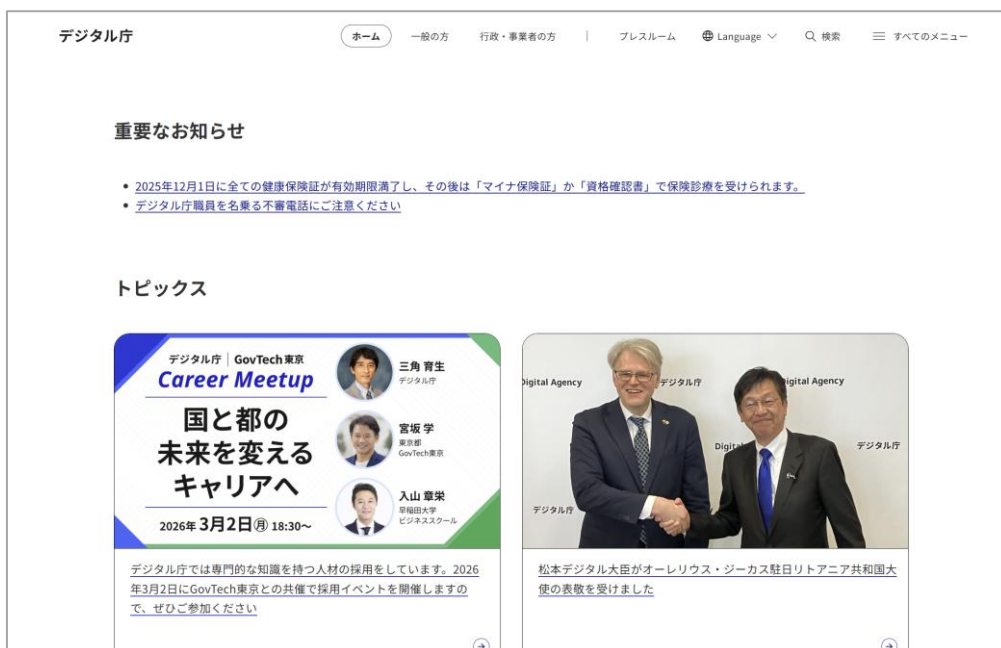 デジタル庁
ホーム
一般の方
行政・事業者の方
プレスルーム
Language
検索
すべてのメニュー
重要なお知らせ
2025年12月1日に全ての健康保険証が有効期限満了し、その後は「マイナ保険証」か「資格確認書」で保険診療を受けられます。
デジタル庁職員を名乗る不審電話にご注意ください
トピックス
デジタル庁 | GovTech東京
Career Meetup
国と都の
未来を変える
キャリアへ
2026年 3月2日㊊ 18:30~
三角 育生
デジタル庁
宮坂 学
東京都
GovTech東京
入山 章栄
早稲田大学
ビジネススクール
デジタル庁では専門的な知識を持つ人材の採用をしています。2026
年3月2日にGovTech東京との共催で採用イベントを開催しますの
で、ぜひご参加ください
Digital Agency
デジタル庁
Digital Agency
Digita
デジタル庁
デジタル庁
松本デジタル大臣がオーレリウス・ジーカス駐日リトアニア共和国大
使の表敬を受けました